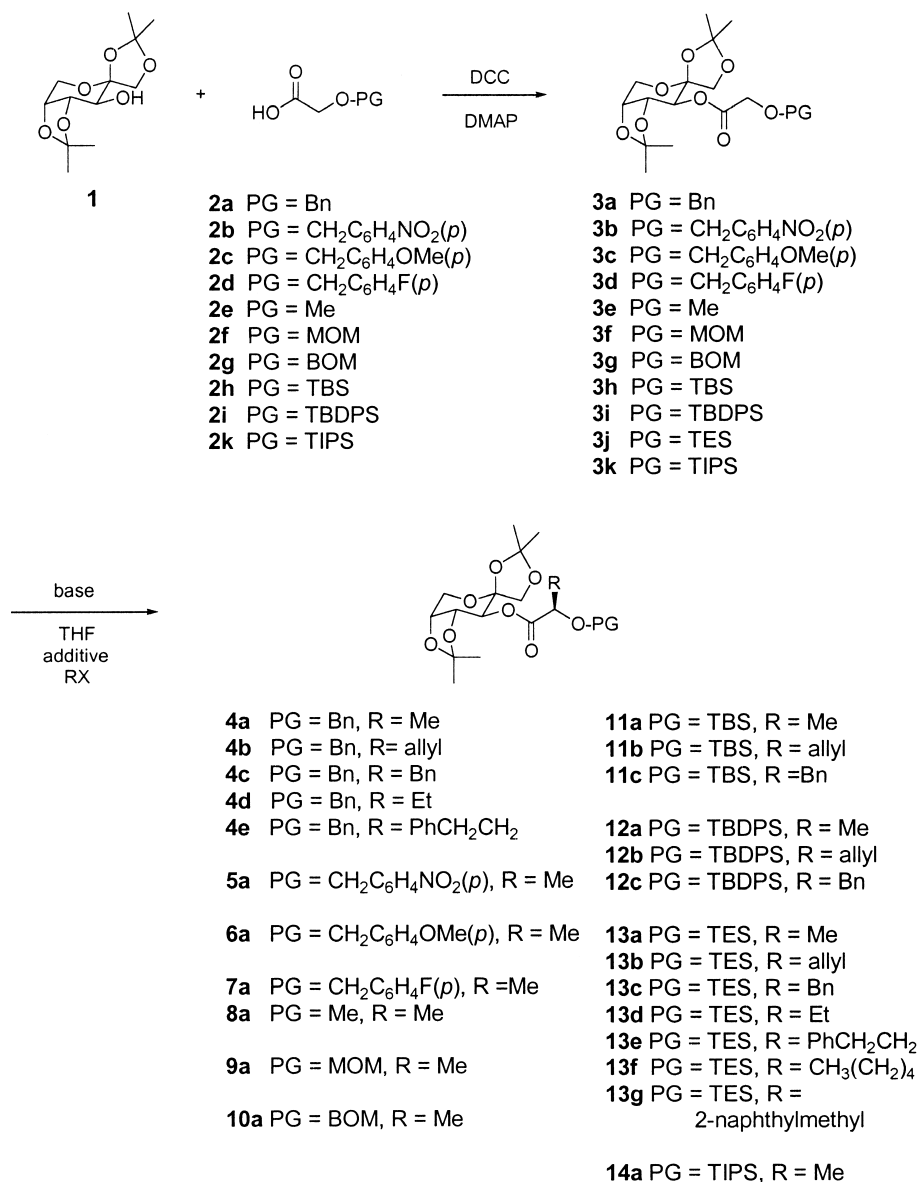 O
O
O
OH
O
O
1
+
O
HO
O-PG
DCC
DMAP
O
O
O
O
O
O
O
O-PG
2a PG = Bn
2b PG = CH₂C₆H₄NO₂(p)
2c PG = CH₂C₆H₄OMe(p)
2d PG = CH₂C₆H₄F(p)
2e PG = Me
2f PG = MOM
2g PG = BOM
2h PG = TBS
2i PG = TBDPS
2k PG = TIPS
3a PG = Bn
3b PG = CH₂C₆H₄NO₂(p)
3c PG = CH₂C₆H₄OMe(p)
3d PG = CH₂C₆H₄F(p)
3e PG = Me
3f PG = MOM
3g PG = BOM
3h PG = TBS
3i PG = TBDPS
3j PG = TES
3k PG = TIPS
base
THF
additive
RX
O
O
O
R
O
O
O
O
O-PG
4a PG = Bn, R = Me
4b PG = Bn, R= allyl
4c PG = Bn, R = Bn
4d PG = Bn, R = Et
4e PG = Bn, R = PhCH₂CH₂
5a PG = CH₂C₆H₄NO₂(p), R = Me
6a PG = CH₂C₆H₄OMe(p), R = Me
7a PG = CH₂C₆H₄F(p), R =Me
8a PG = Me, R = Me
9a PG = MOM, R = Me
10a PG = BOM, R = Me
11a PG = TBS, R = Me
11b PG = TBS, R = allyl
11c PG = TBS, R =Bn
12a PG = TBDPS, R = Me
12b PG = TBDPS, R = allyl
12c PG = TBDPS, R = Bn
13a PG = TES, R = Me
13b PG = TES, R = allyl
13c PG = TES, R = Bn
13d PG = TES, R = Et
13e PG = TES, R = PhCH₂CH₂
13f PG = TES, R = CH₃(CH₂)₄
13g PG = TES, R =
2-naphthylmethyl
14a PG = TIPS, R = Me